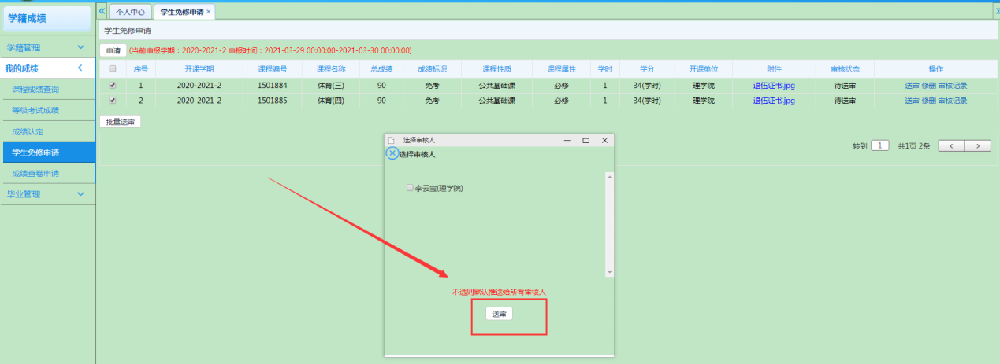 学籍成绩
个人中心
学生免修申请
学生免修申请
学籍管理
我的成绩
课程成绩查询
等级考试成绩
成绩认定
学生免修申请
成绩查卷申请
毕业管理
申请 (当前申报学期：2020-2021-2 申报时间：2021-03-29 00:00:00-2021-03-30 00:00:00)
序号 开课学期 课程编号 课程名称 总成绩 成绩标识 课程性质 课程属性 学时 学分 开课单位 附件 审核状态 操作
1 2020-2021-2 1501884 体育(三) 90 免考 公共基础课 必修 1 34(学时) 理学院 退伍证书.jpg 待送审 送审 修删 审核记录
2 2020-2021-2 1501885 体育(四) 90 免考 公共基础课 必修 1 34(学时) 理学院 退伍证书.jpg 待送审 送审 修删 审核记录
批量送审
转到 1 共1页 2条 < >
选择审核人
选择审核人
李云宝(理学院)
不选则默认推送给所有审核人
送审